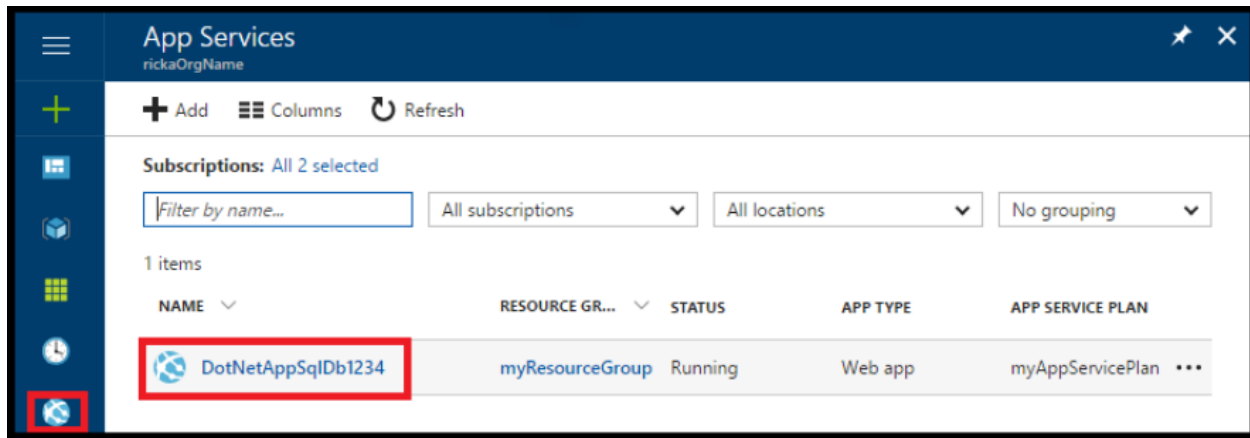 App Services
rickaOrgName
Add Columns Refresh
Subscriptions: All 2 selected
Filter by name... All subscriptions All locations No grouping
1 items
NAME RESOURCE GR... STATUS APP TYPE APP SERVICE PLAN
DotNetAppSqlDb1234 myResourceGroup Running Web app myAppServicePlan ...